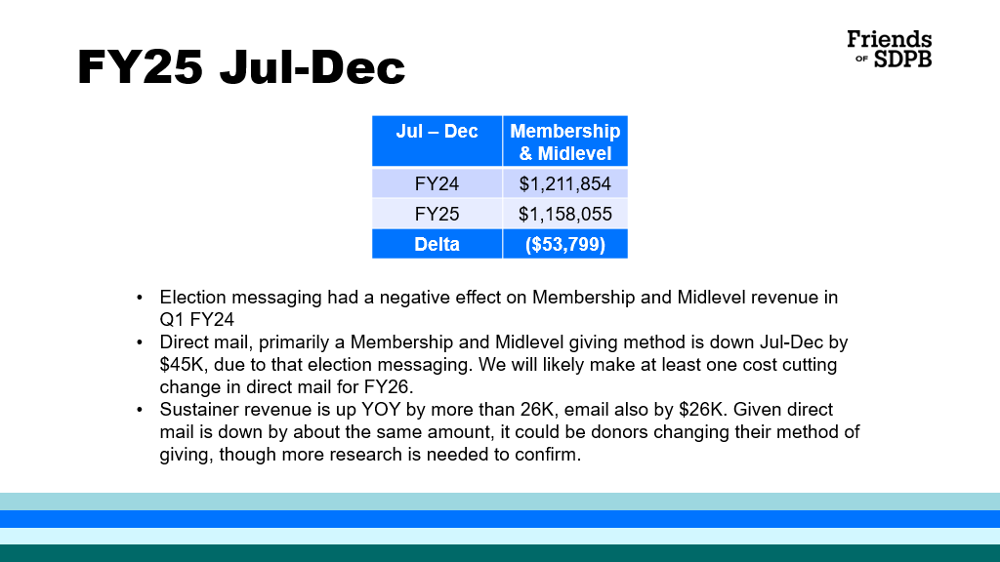 FY25 Jul-Dec
Friends
OF SDPB
Jul – Dec Membership
& Midlevel
FY24 $1,211,854
FY25 $1,158,055
Delta ($53,799)
• Election messaging had a negative effect on Membership and Midlevel revenue in
Q1 FY24
• Direct mail, primarily a Membership and Midlevel giving method is down Jul-Dec by
$45K, due to that election messaging. We will likely make at least one cost cutting
change in direct mail for FY26.
• Sustainer revenue is up YOY by more than 26K, email also by $26K. Given direct
mail is down by about the same amount, it could be donors changing their method of
giving, though more research is needed to confirm.